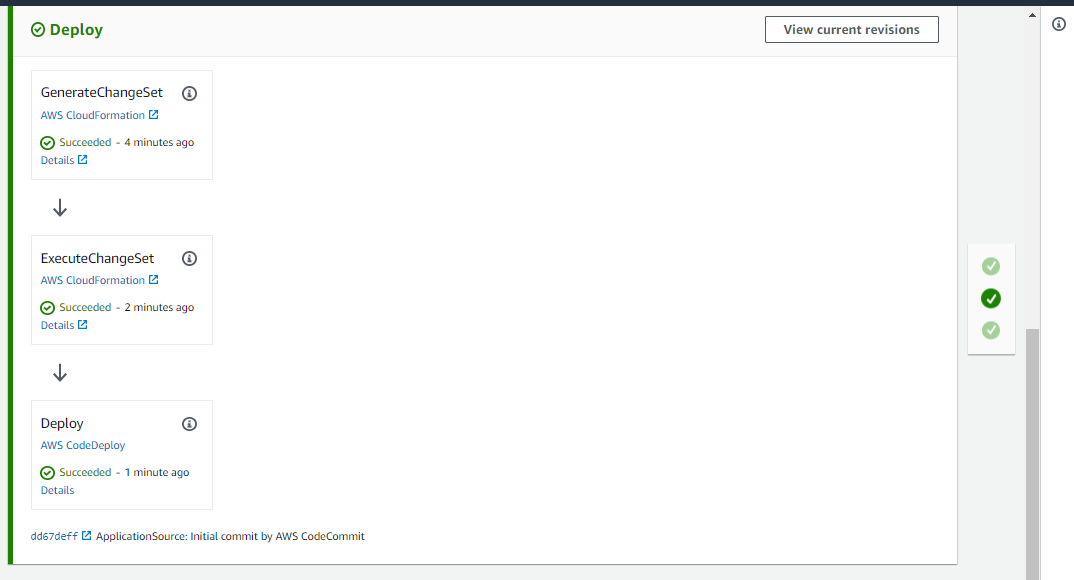 Deploy
View current revisions
GenerateChangeSet
AWS CloudFormation
Succeeded - 4 minutes ago
Details
ExecuteChangeSet
AWS CloudFormation
Succeeded - 2 minutes ago
Details
Deploy
AWS CodeDeploy
Succeeded - 1 minute ago
Details
dd67deff ApplicationSource: Initial commit by AWS CodeCommit